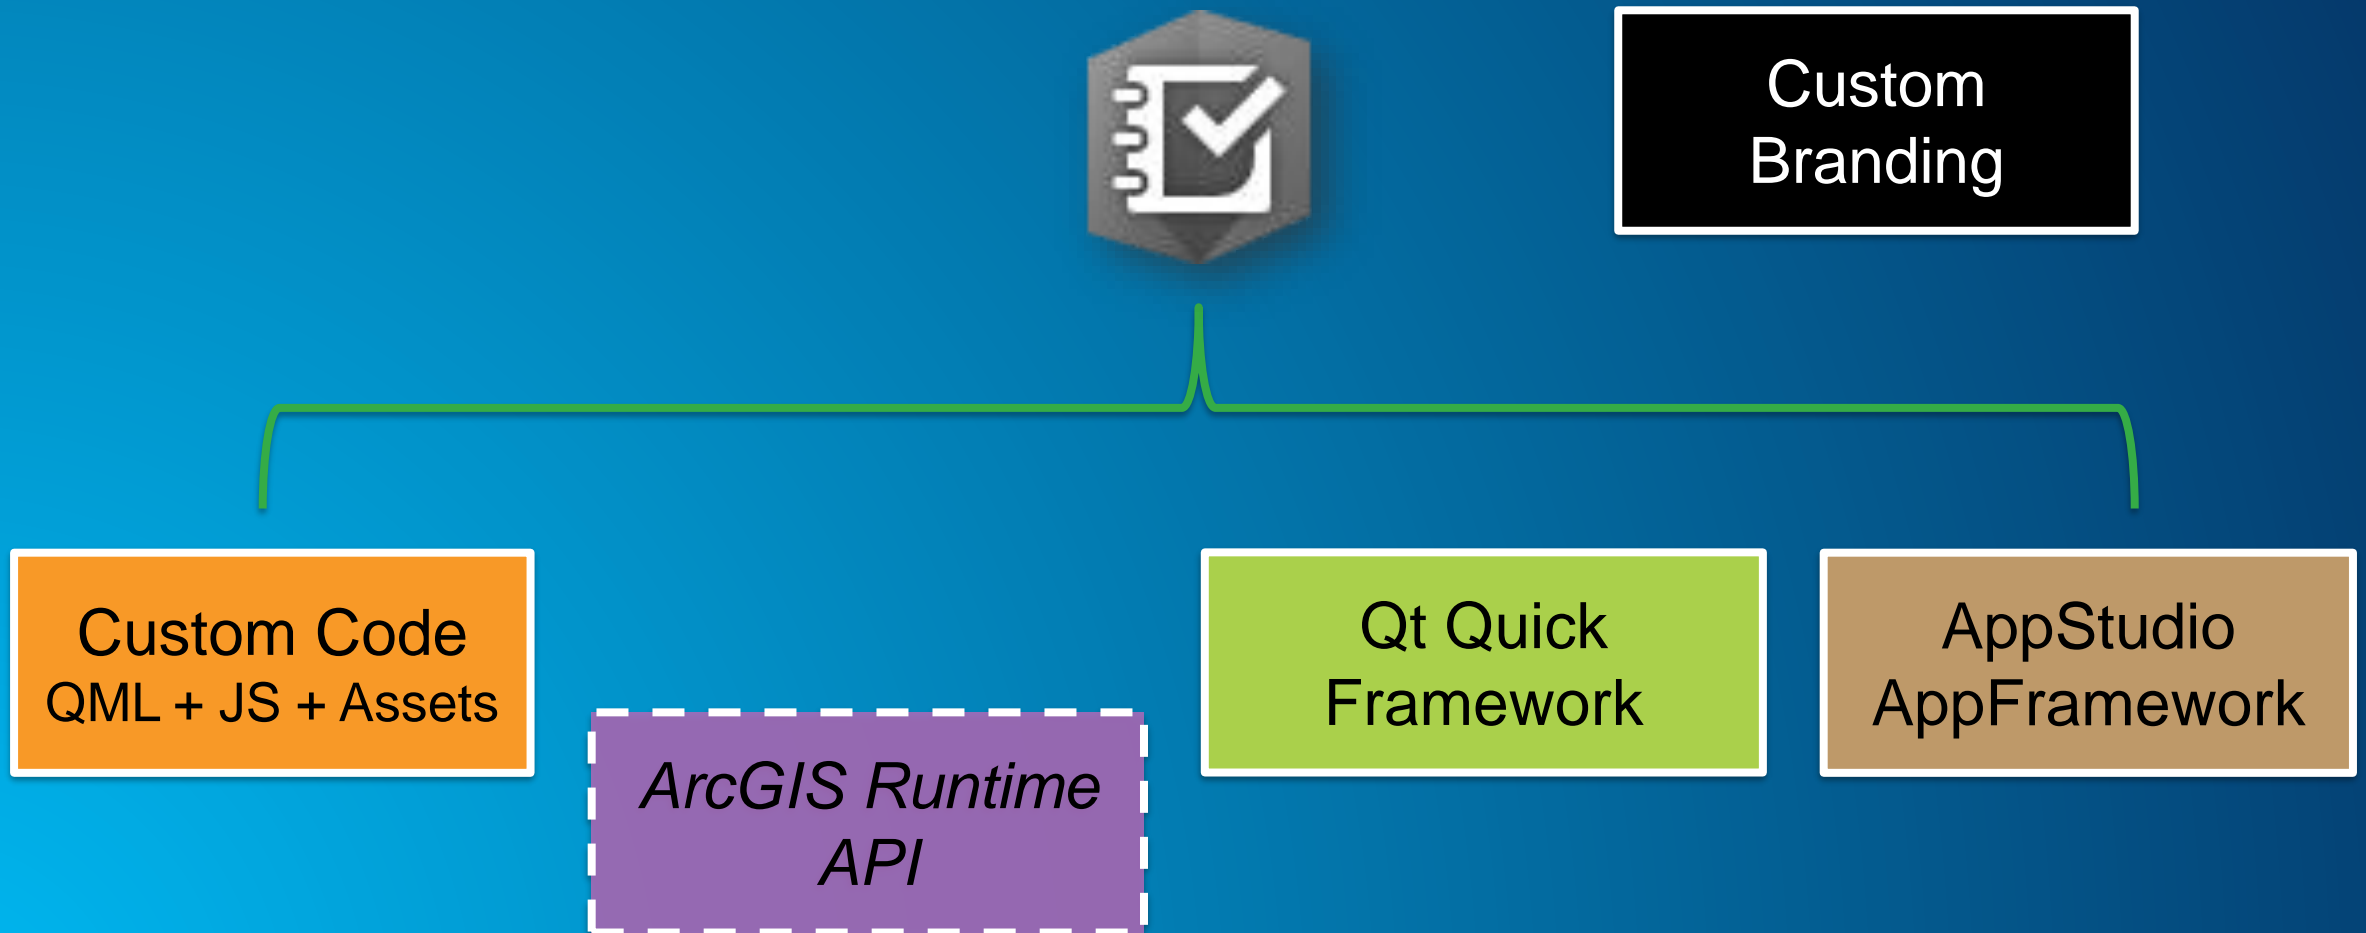 Custom
Branding
Custom Code
QML + JS + Assets
ArcGIS Runtime
API
Qt Quick
Framework
AppStudio
AppFramework